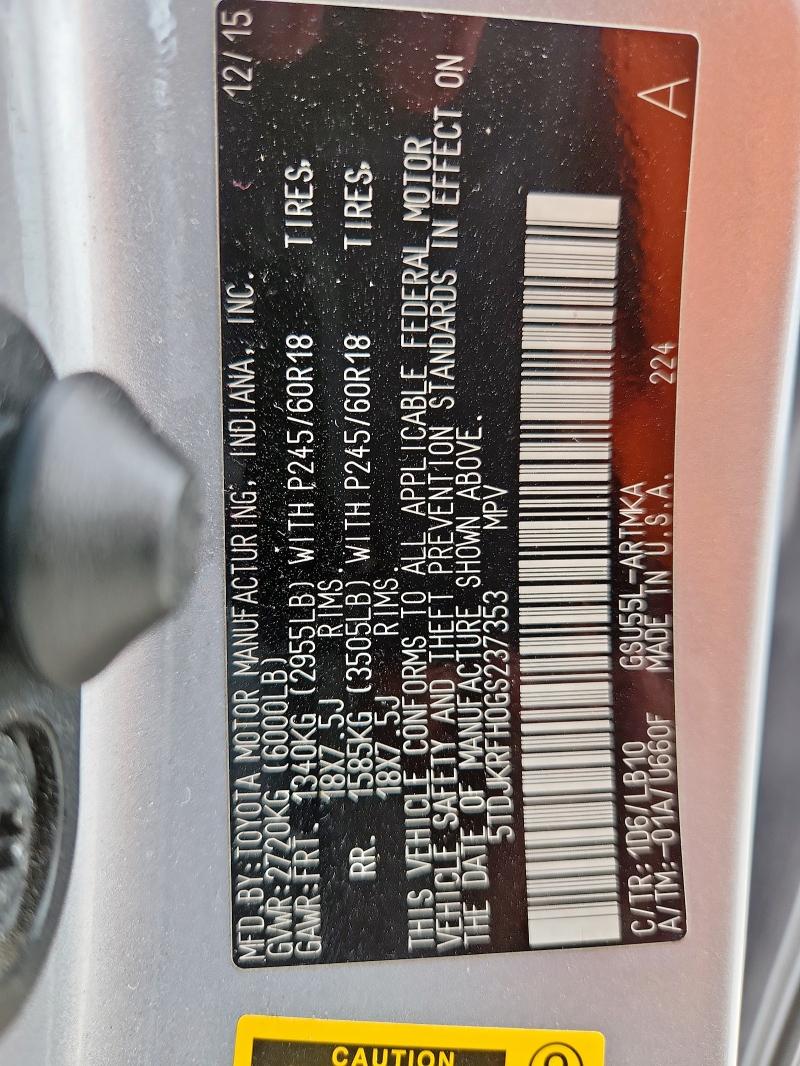 MFD BY:TOYOTA MOTOR MANUFACTURING, INDIANA, INC. 12/15
GVWR:2720KG (6000LB)
GAWR:FRT. 1340KG (2955LB) WITH P245/60R18 TIRES,
18X7.5J RIMS.
RR. 1585KG (3505LB) WITH P245/60R18 TIRES,
18X7.5J RIMS.
THIS VEHICLE CONFORMS TO ALL APPLICABLE FEDERAL MOTOR
VEHICLE SAFETY AND THEFT PREVENTION STANDARDS IN EFFECT ON
THE DATE OF MANUFACTURE SHOWN ABOVE.
5TDJKRFH0GS237353 MPV
C/TR:1D6/LB10 GSU55L-ARTMKA
A/TM:-01A/U660F MADE IN U.S.A. 224 A
CAUTION